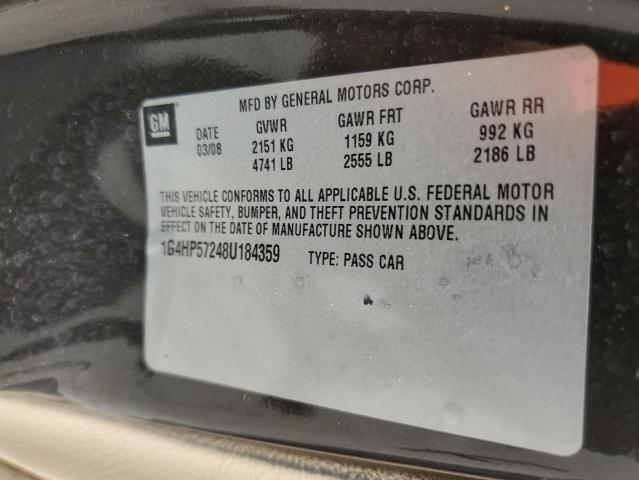 MFD BY GENERAL MOTORS CORP.
GM
DATE GVWR GAWR FRT GAWR RR
03/08 2151 KG 1159 KG 992 KG
4741 LB 2555 LB 2186 LB
THIS VEHICLE CONFORMS TO ALL APPLICABLE U.S. FEDERAL MOTOR
VEHICLE SAFETY, BUMPER, AND THEFT PREVENTION STANDARDS IN
EFFECT ON THE DATE OF MANUFACTURE SHOWN ABOVE.
1G4HP57248U184359 TYPE: PASS CAR